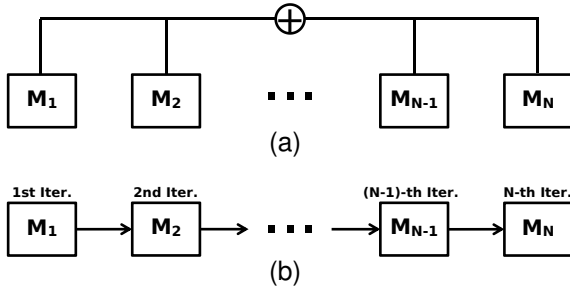 M1 M2 ... MN-1 MN
(a)
1st Iter. 2nd Iter. (N-1)-th Iter. N-th Iter.
M1 M2 ... MN-1 MN
(b)